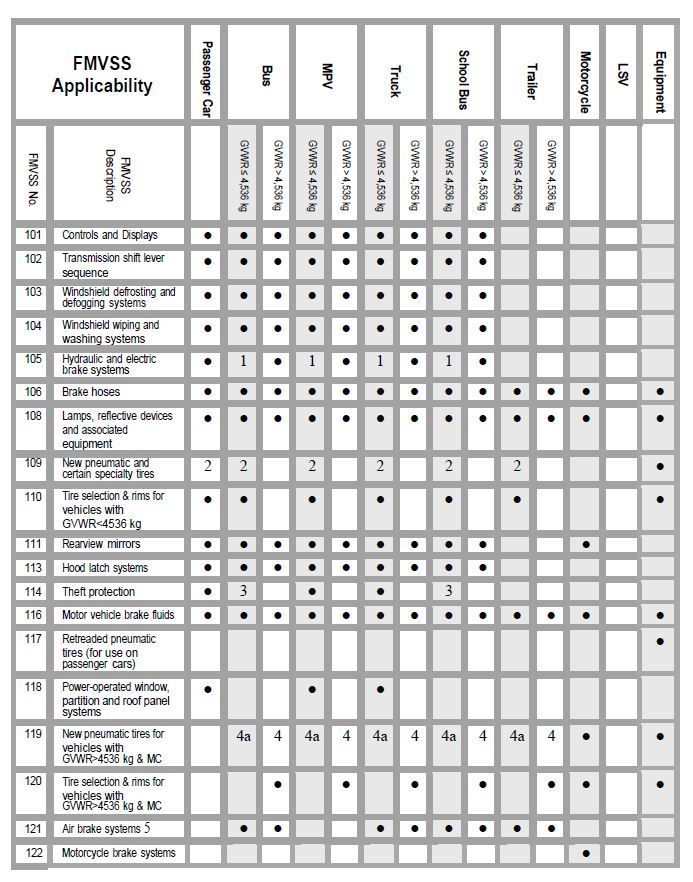 FMVSS
Applicability
Passenger Car
Bus
MPV
Truck
School Bus
Trailer
Motorcycle
LSV
Equipment
FMVSS No.
FMVSS
Description
GVWR ≤ 4,536 kg
GVWR > 4,536 kg
GVWR ≤ 4,536 kg
GVWR > 4,536 kg
GVWR ≤ 4,536 kg
GVWR > 4,536 kg
GVWR ≤ 4,536 kg
GVWR > 4,536 kg
GVWR ≤ 4,536 kg
GVWR > 4,536 kg
101 Controls and Displays ● ● ● ● ● ● ● ● ●
102 Transmission shift lever
sequence ● ● ● ● ● ● ● ● ●
103 Windshield defrosting and
defogging systems ● ● ● ● ● ● ● ● ●
104 Windshield wiping and
washing systems ● ● ● ● ● ● ● ● ●
105 Hydraulic and electric
brake systems ● 1 ● 1 ● 1 ● 1 ●
106 Brake hoses ● ● ● ● ● ● ● ● ● ● ● ● ●
108 Lamps, reflective devices
and associated
equipment ● ● ● ● ● ● ● ● ● ● ● ● ●
109 New pneumatic and
certain specialty tires 2 2 2 2 2 2 ●
110 Tire selection & rims for
vehicles with
GVWR<4536 kg ● ● ● ● ● ● ●
111 Rearview mirrors ● ● ● ● ● ● ● ● ● ●
113 Hood latch systems ● ● ● ● ● ● ● ● ●
114 Theft protection ● 3 ● ● 3
116 Motor vehicle brake fluids ● ● ● ● ● ● ● ● ● ● ● ● ●
117 Retreaded pneumatic
tires (for use on
passenger cars) ●
118 Power-operated window,
partition and roof panel
systems ● ● ●
119 New pneumatic tires for
vehicles with
GVWR>4536 kg & MC 4a 4 4a 4 4a 4 4a 4 4a 4 ● ●
120 Tire selection & rims for
vehicles with
GVWR>4536 kg & MC ● ● ● ● ● ● ●
121 Air brake systems 5 ● ● ● ● ● ● ● ●
122 Motorcycle brake systems ●